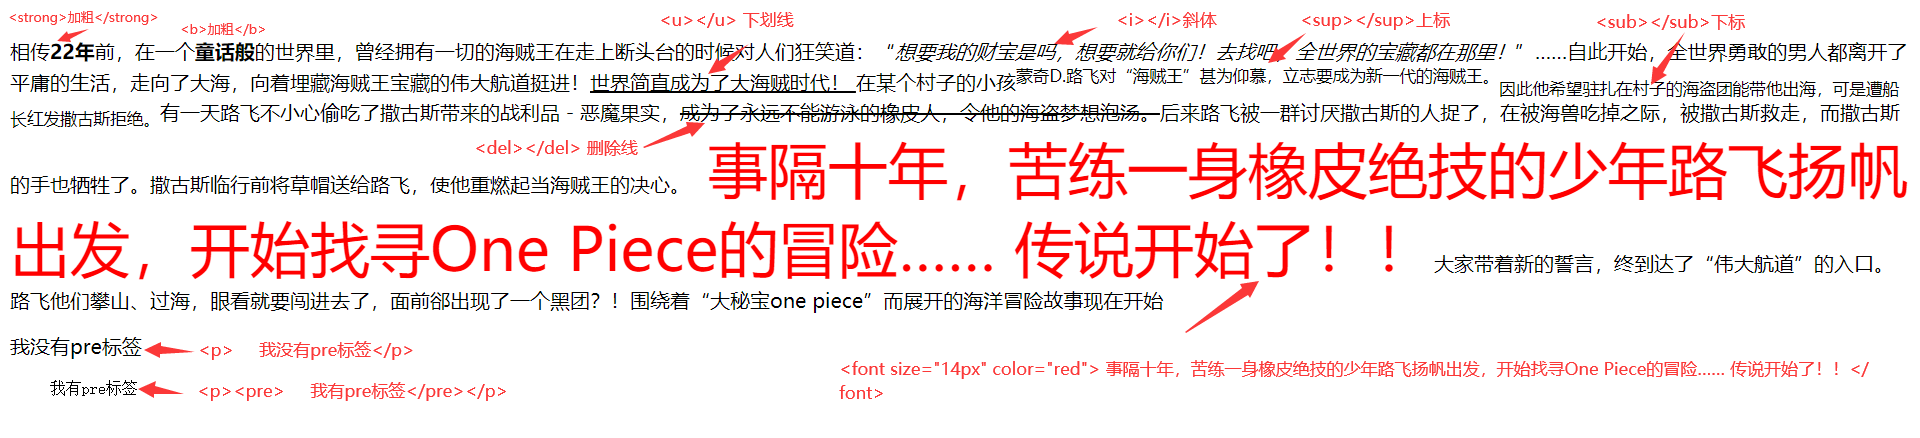 <strong>加粗</strong>
<b>加粗</b>
<u></u> 下划线
<i></i>斜体
<sup></sup>上标
<sub></sub>下标
相传22年前，在一个童话般的世界里，曾经拥有一切的海贼王在走上断头台的时候对人们狂笑道：“想要我的财宝是吗，想要就给你们！去找吧，全世界的宝藏都在那里！”……自此开始，全世界勇敢的男人都离开了
平庸的生活，走向了大海，向着埋藏海贼王宝藏的伟大航道挺进！世界简直成为了大海贼时代！ 在某个村子的小孩蒙奇D.路飞对“海贼王”甚为仰慕，立志要成为新一代的海贼王。因此他希望驻扎在村子的海盗团能带他出海，可是遭船
长红发撒古斯拒绝。有一天路飞不小心偷吃了撒古斯带来的战利品 - 恶魔果实，成为了永远不能游泳的橡皮人，令他的海盗梦想泡汤。后来路飞被一群讨厌撒古斯的人捉了，在被海兽吃掉之际，被撒古斯救走，而撒古斯
<del></del> 删除线
的手也牺牲了。撒古斯临行前将草帽送给路飞，使他重燃起当海贼王的决心。 事隔十年，苦练一身橡皮绝技的少年路飞扬帆
出发，开始找寻One Piece的冒险…… 传说开始了！！ 大家带着新的誓言，终到达了“伟大航道”的入口。
路飞他们攀山、过海，眼看就要闯进去了，面前郤出现了一个黑团？！围绕着“大秘宝one piece”而展开的海洋冒险故事现在开始
我没有pre标签
<p> 我没有pre标签</p>
<font size="14px" color="red"> 事隔十年，苦练一身橡皮绝技的少年路飞扬帆出发，开始找寻One Piece的冒险…… 传说开始了！！</
font>
我有pre标签
<p><pre> 我有pre标签</pre></p>